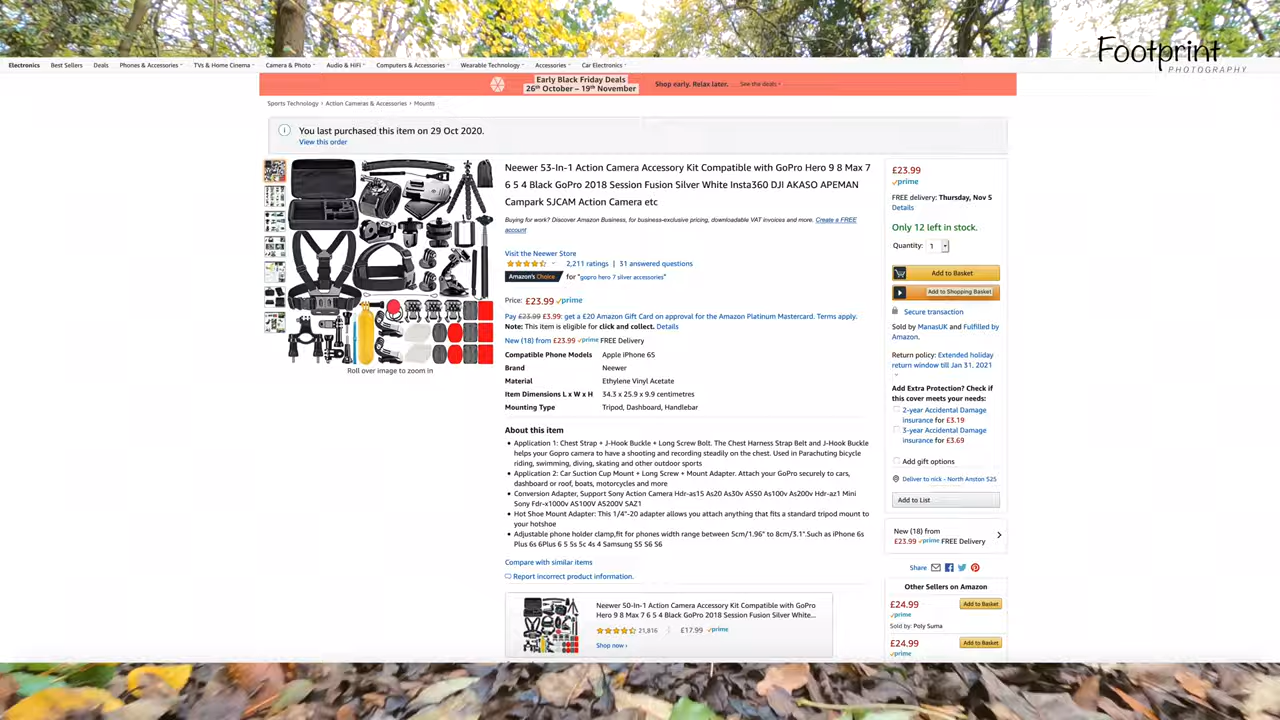 Footprint
PHOTOGRAPHY
Electronics Best Sellers Deals Phones & Accessories TVs & Home Cinema Camera & Photo Audio & HiFi Computers & Accessories Wearable Technology Accessories Car Electronics
Early Black Friday Deals
26th October – 19th November
Shop early. Relax later. See the deals ›
Sports Technology › Action Cameras & Accessories › Mounts
You last purchased this item on 29 Oct 2020.
View this order
Roll over image to zoom in
Neewer 53-In-1 Action Camera Accessory Kit Compatible with GoPro Hero 9 8 Max 7
6 5 4 Black GoPro 2018 Session Fusion Silver White Insta360 DJI AKASO APEMAN
Campark SJCAM Action Camera etc
Buying for work? Discover Amazon Business, for business-exclusive pricing, downloadable VAT invoices and more. Create a FREE
account
Visit the Neewer Store
2,211 ratings | 31 answered questions
Amazon's Choice for "gopro hero 7 silver accessories"
Price: £23.99 prime
Pay £23.99 £3.99: get a £20 Amazon Gift Card on approval for the Amazon Platinum Mastercard. Terms apply.
Note: This item is eligible for click and collect. Details
New (18) from £23.99 prime FREE Delivery
Compatible Phone Models Apple iPhone 6S
Brand Neewer
Material Ethylene Vinyl Acetate
Item Dimensions L x W x H 34.3 x 25.9 x 9.9 centimetres
Mounting Type Tripod, Dashboard, Handlebar
About this item
• Application 1: Chest Strap + J-Hook Buckle + Long Screw Bolt. The Chest Harness Strap Belt and J-Hook Buckle
helps your Gopro camera to have a shooting and recording steadily on the chest. Used in Parachuting bicycle
riding, swimming, diving, skating and other outdoor sports
• Application 2: Car Suction Cup Mount + Long Screw + Mount Adapter. Attach your GoPro securely to cars,
dashboard or roof, boats, motorcycles and more
• Conversion Adapter, Support Sony Action Camera Hdr-as15 As20 As30v AS50 As100v As200v Hdr-az1 Mini
Sony Fdr-x1000v AS100V AS200V SAZ1
• Hot Shoe Mount Adapter: This 1/4"-20 adapter allows you attach anything that fits a standard tripod mount to
your hotshoe
• Adjustable phone holder clamp,fit for phones width range between 5cm/1.96" to 8cm/3.1".Such as iPhone 6s
Plus 6s 6Plus 6 5 5s 5c 4s 4 Samsung S5 S6 S6
Compare with similar items
Report incorrect product information.
Neewer 50-In-1 Action Camera Accessory Kit Compatible with GoPro
Hero 9 8 Max 7 6 5 4 Black GoPro 2018 Session Fusion Silver White...
21,816 £17.99 prime
Shop now ›
£23.99
prime
FREE delivery: Thursday, Nov 5
Details
Only 12 left in stock.
Quantity: 1
Add to Basket
Add to Shopping Basket
Secure transaction
Sold by ManasUK and Fulfilled by
Amazon.
Return policy: Extended holiday
return window till Jan 31, 2021
Add Extra Protection? Check if
this cover meets your needs:
2-year Accidental Damage
insurance for £3.19
3-year Accidental Damage
insurance for £3.69
Add gift options
Deliver to nick - North Anston S25
Add to List
New (18) from
£23.99 prime FREE Delivery
Share
Other Sellers on Amazon
£24.99 Add to Basket
prime
Sold by: Poly Suma
£24.99 Add to Basket
prime